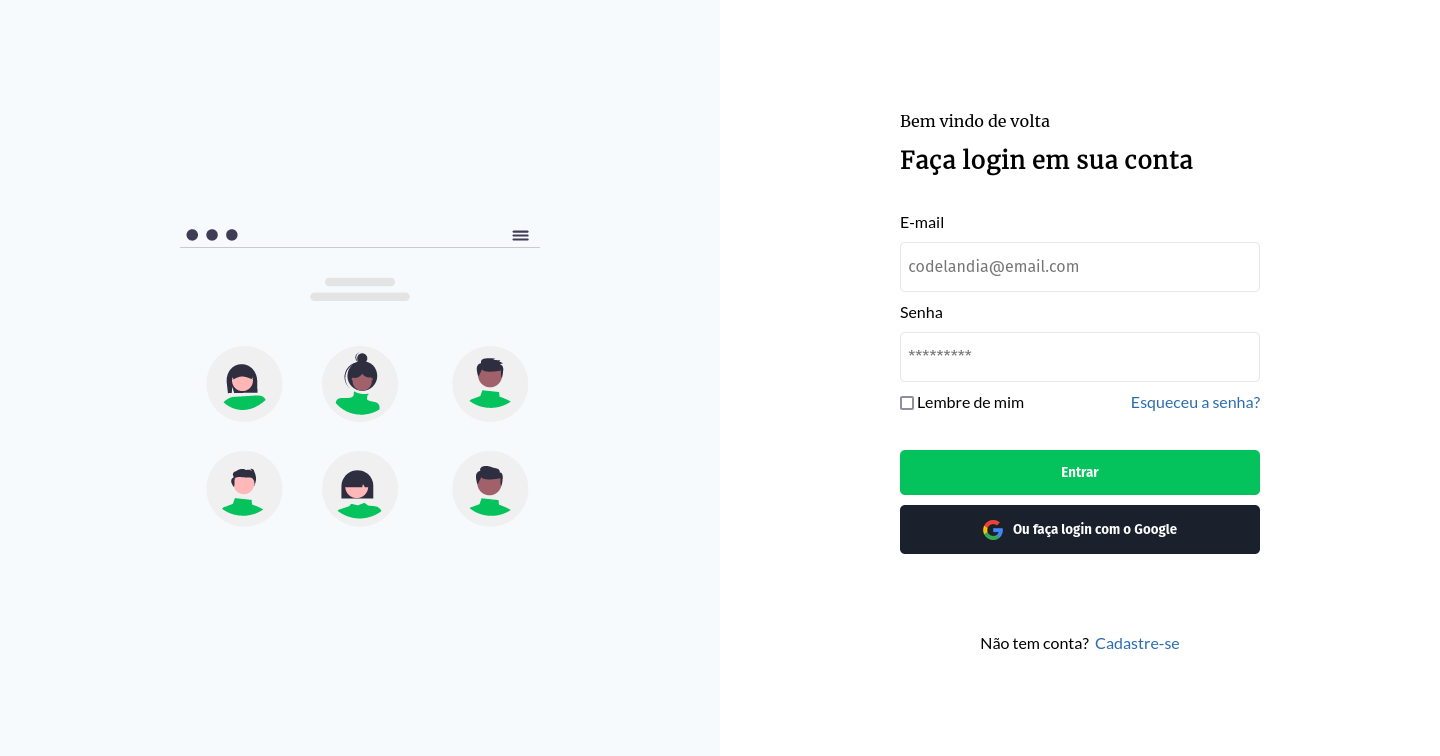 Bem vindo de volta
Faça login em sua conta
E-mail
codelandia@email.com
Senha
*********
Lembre de mim Esqueceu a senha?
Entrar
Ou faça login com o Google
Não tem conta? Cadastre-se